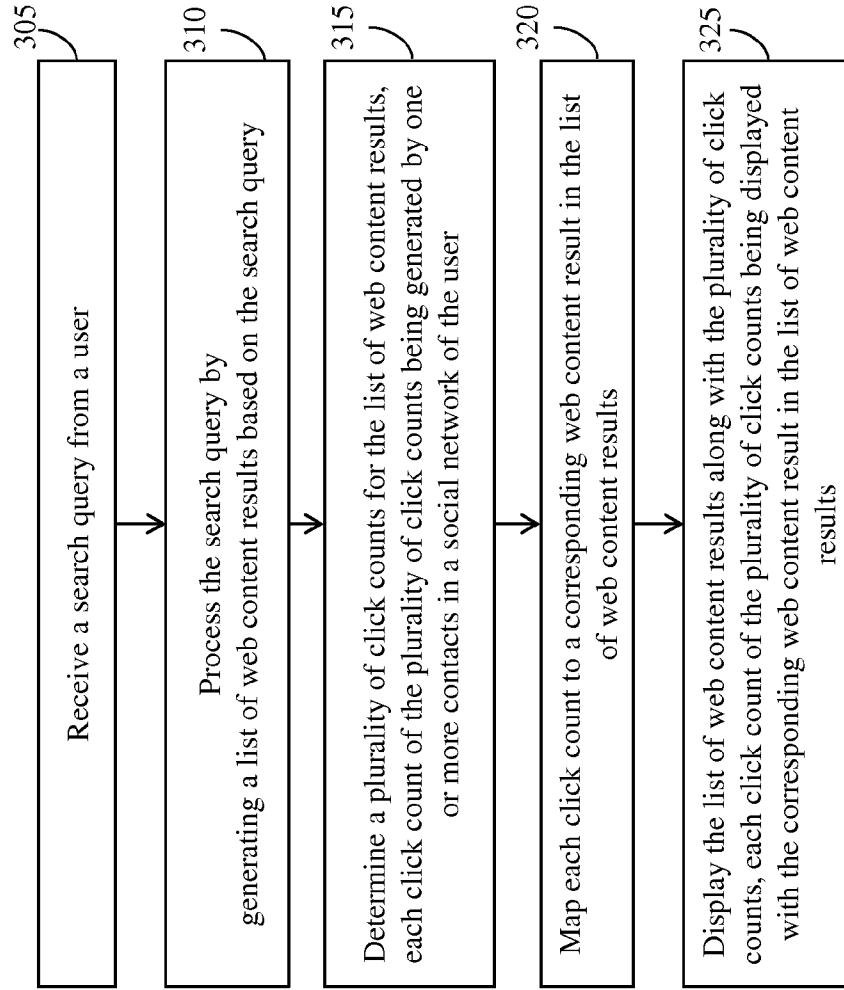 305
Receive a search query from a user
310
Process the search query by
generating a list of web content results based on the search query
315
Determine a plurality of click counts for the list of web content results,
each click count of the plurality of click counts being generated by one
or more contacts in a social network of the user
320
Map each click count to a corresponding web content result in the list
of web content results
325
Display the list of web content results along with the plurality of click
counts, each click count of the plurality of click counts being displayed
with the corresponding web content result in the list of web content
results